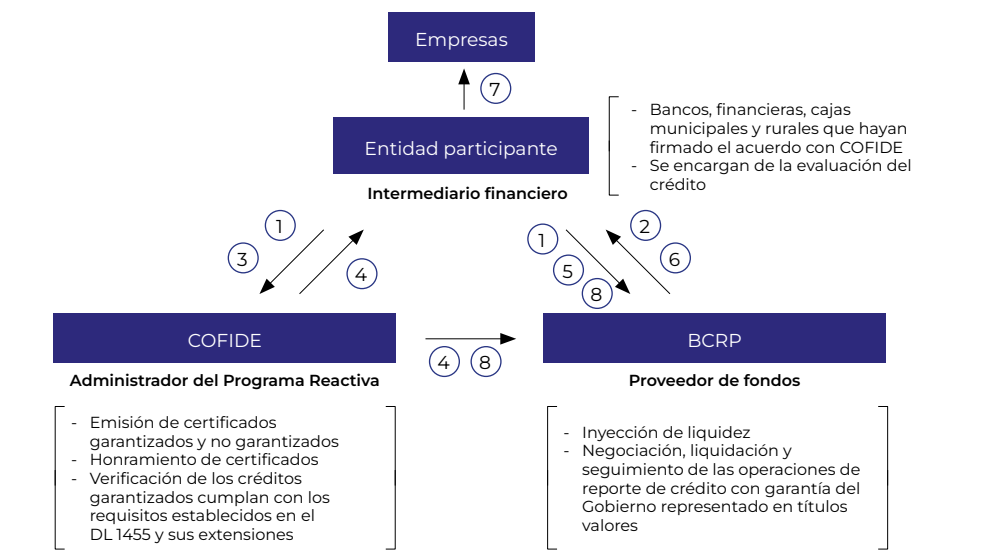 Empresas
7
Entidad participante
Intermediario financiero
- Bancos, financieras, cajas
municipales y rurales que hayan
firmado el acuerdo con COFIDE
- Se encargan de la evaluación del
crédito
1
3
4
1
5
8
2
6
COFIDE
Administrador del Programa Reactiva
4 8
BCRP
Proveedor de fondos
- Emisión de certificados
garantizados y no garantizados
- Honramiento de certificados
- Verificación de los créditos
garantizados cumplan con los
requisitos establecidos en el
DL 1455 y sus extensiones
- Inyección de liquidez
- Negociación, liquidación y
seguimiento de las operaciones de
reporte de crédito con garantía del
Gobierno representado en títulos
valores